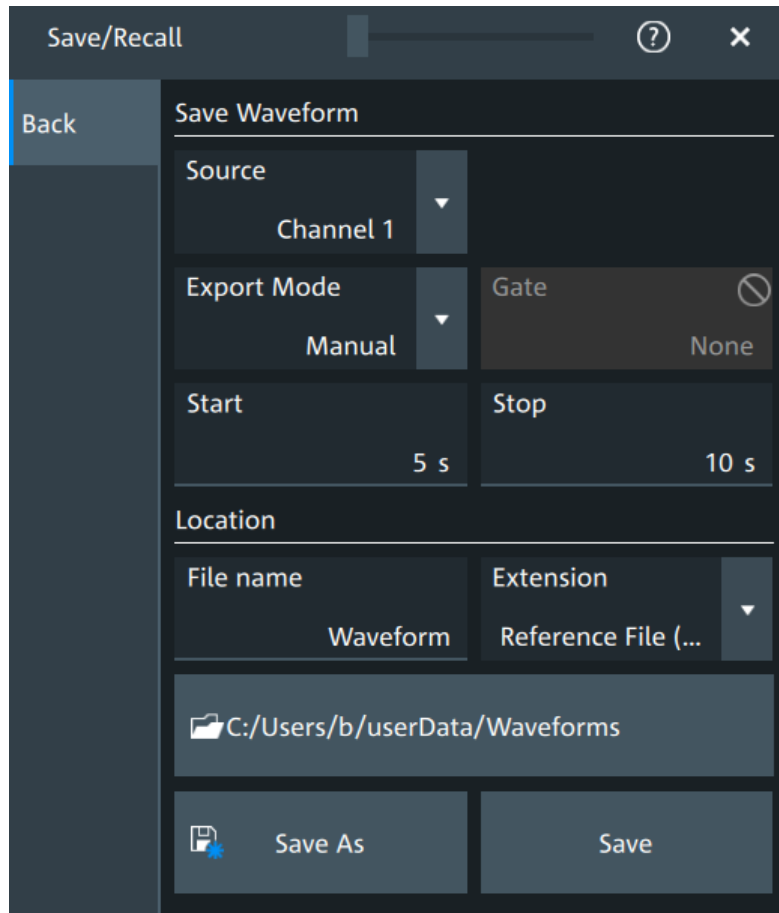 Save/Recall
Back
Save Waveform
Source
Channel 1
Export Mode
Gate
Manual
None
Start
Stop
5 s
10 s
Location
File name
Extension
Waveform
Reference File (...
C:/Users/b/userData/Waveforms
Save As
Save